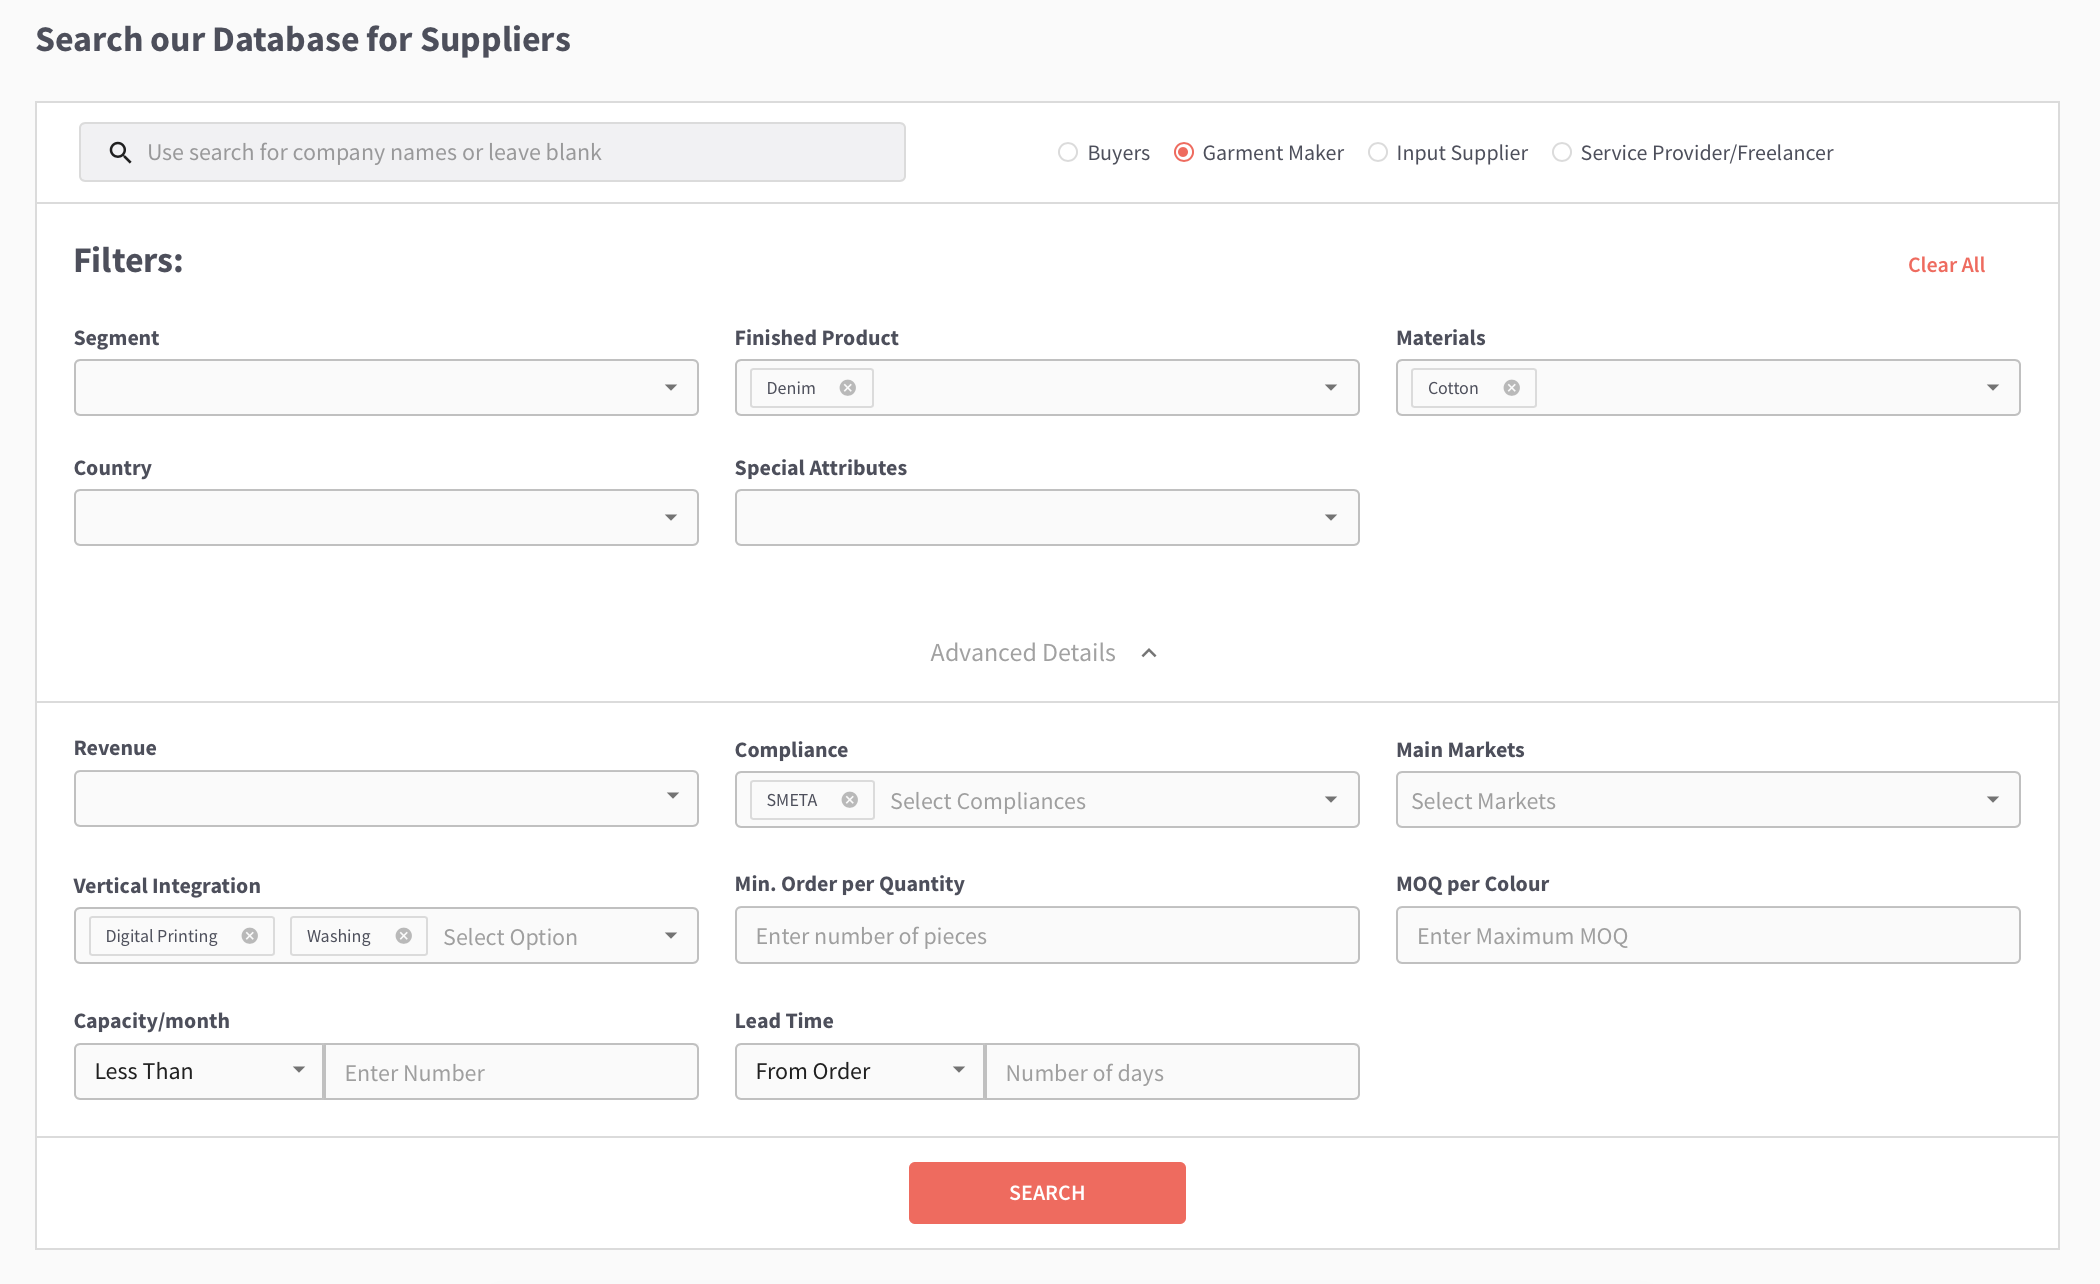 Search our Database for Suppliers
Use search for company names or leave blank
Buyers Garment Maker Input Supplier Service Provider/Freelancer
Filters:
Clear All
Segment Finished Product Materials
Denim Cotton
Country Special Attributes
Advanced Details
Revenue Compliance Main Markets
SMETA Select Compliances Select Markets
Vertical Integration Min. Order per Quantity MOQ per Colour
Digital Printing Washing Select Option Enter number of pieces Enter Maximum MOQ
Capacity/month Lead Time
Less Than Enter Number From Order Number of days
SEARCH